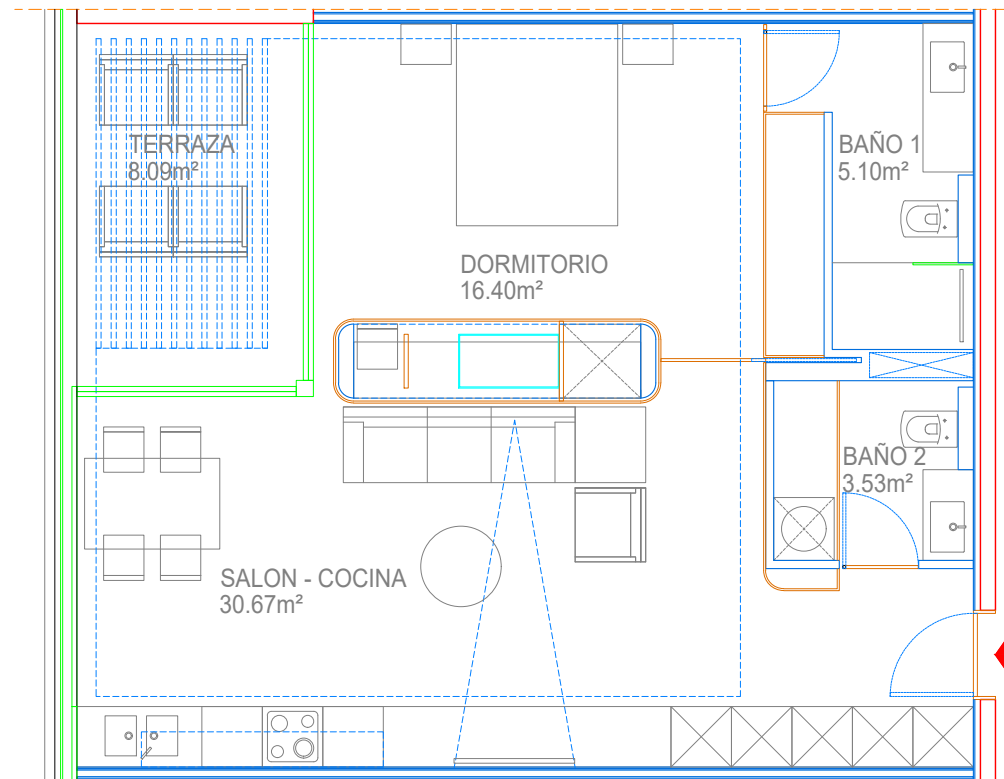 TERRAZA
8.09m²
BAÑO 1
5.10m²
DORMITORIO
16.40m²
BAÑO 2
3.53m²
SALON - COCINA
30.67m²